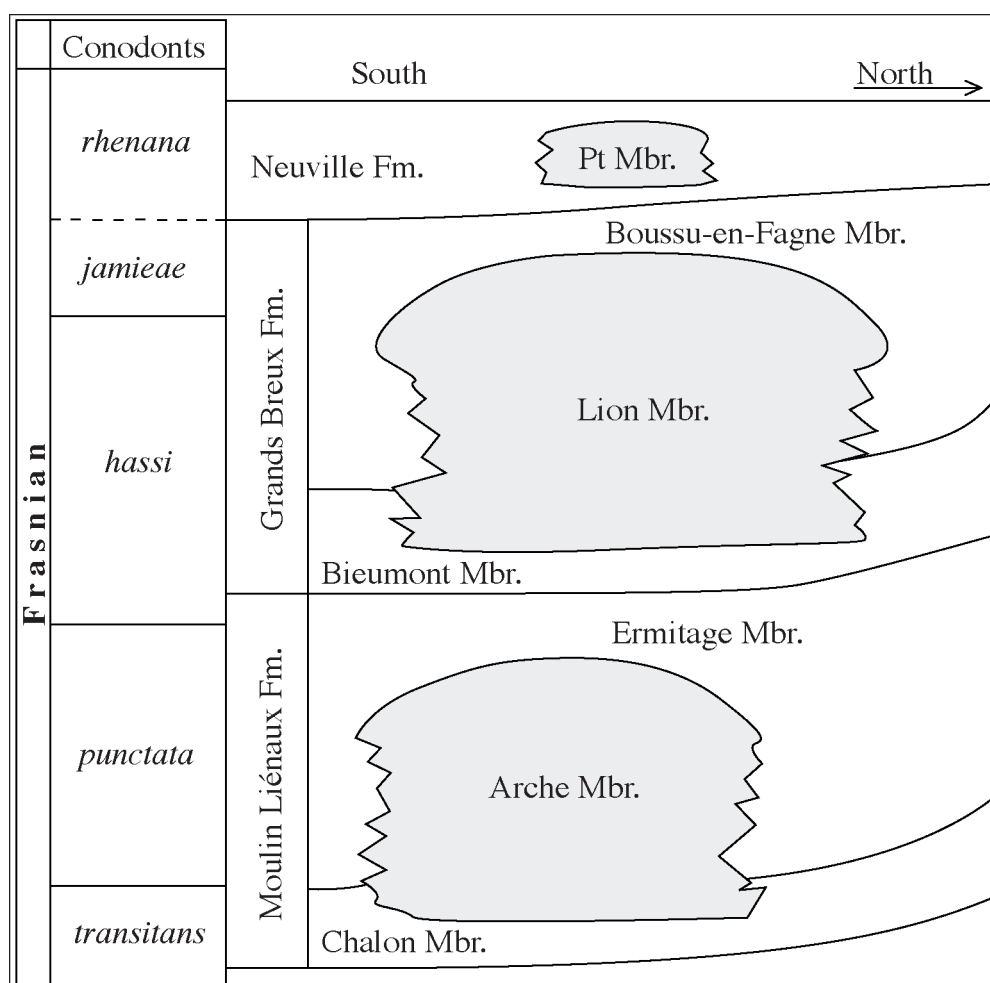 Conodonts
South
North
rhenana
Neuville Fm.
Pt Mbr.
Boussu-en-Fagne Mbr.
jamieae
Grands Breux Fm.
Lion Mbr.
hassi
Frasnian
Bieumont Mbr.
Ermitage Mbr.
Moulin Liénaux Fm.
punctata
Arche Mbr.
transitans
Chalon Mbr.